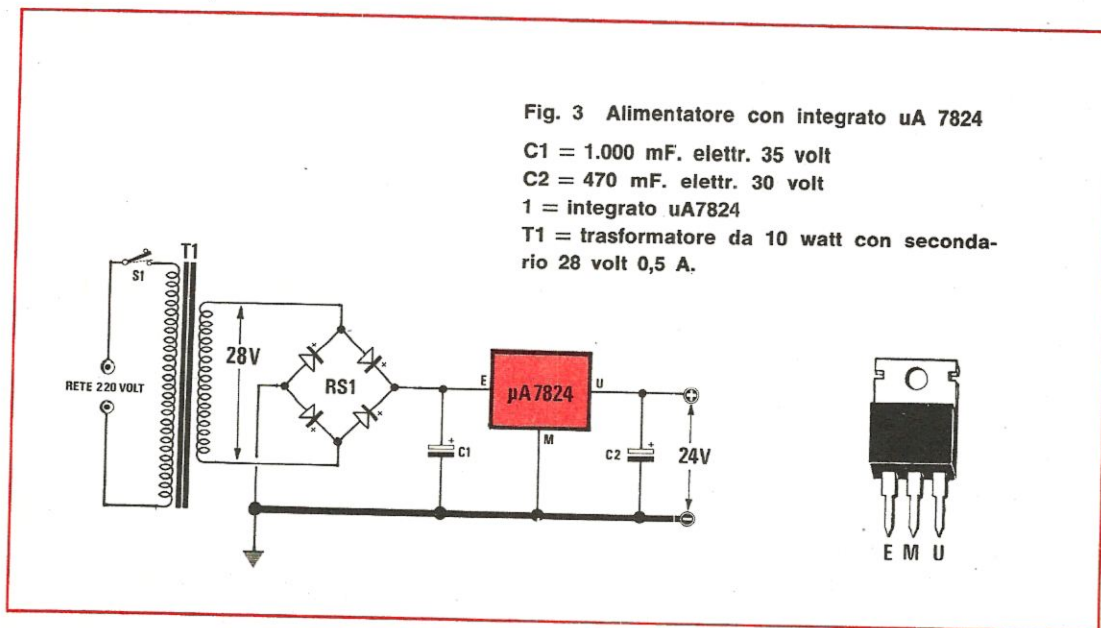 Fig. 3 Alimentatore con integrato uA 7824
C1 = 1.000 mF. elettr. 35 volt
C2 = 470 mF. elettr. 30 volt
1 = integrato uA7824
T1 = trasformatore da 10 watt con seconda-
rio 28 volt 0,5 A.
T1
S1
RETE 220 VOLT
28V
RS1
E
µA7824
U
M
+
C1
+
C2
24V
E M U